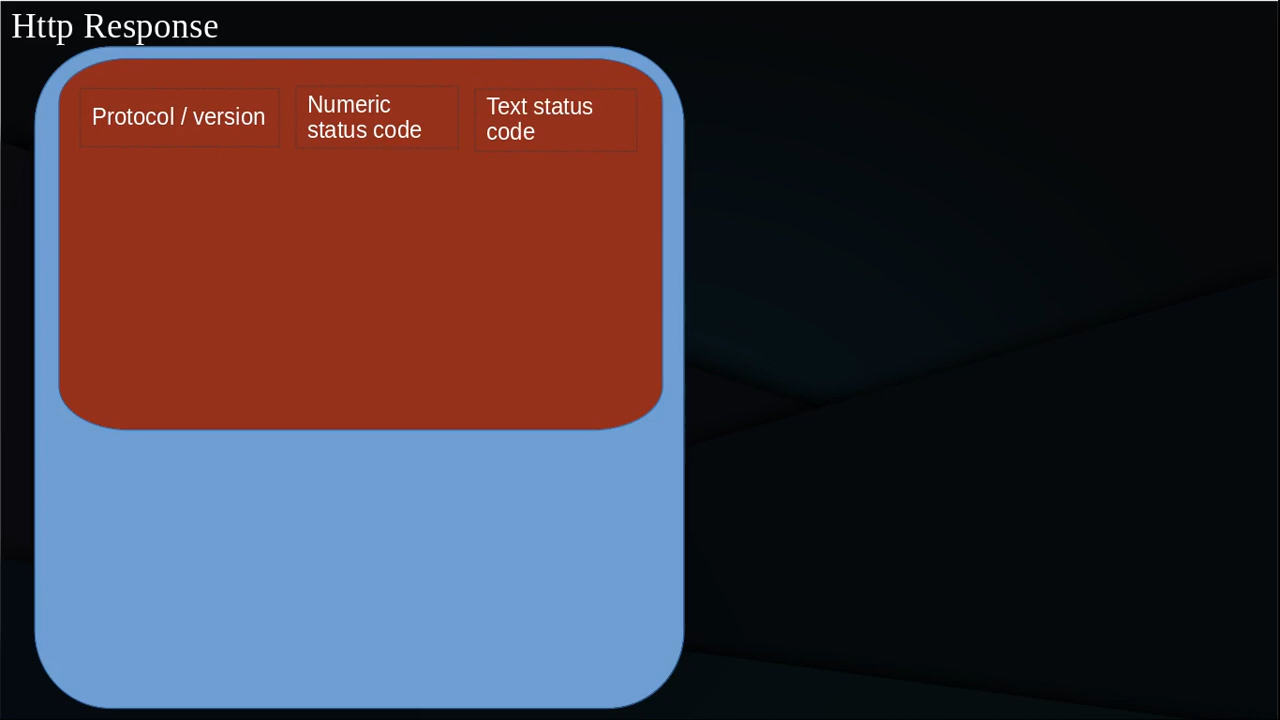 Http Response
Protocol / version
Numeric
status code
Text status
code